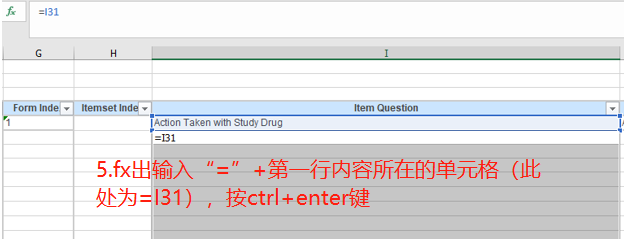 fx =I31
G H I
Form Inde Itemset Inde Item Question
1 Action Taken with Study Drug
=I31
5.fx出输入“=”+第一行内容所在的单元格（此
处为=I31），按ctrl+enter键